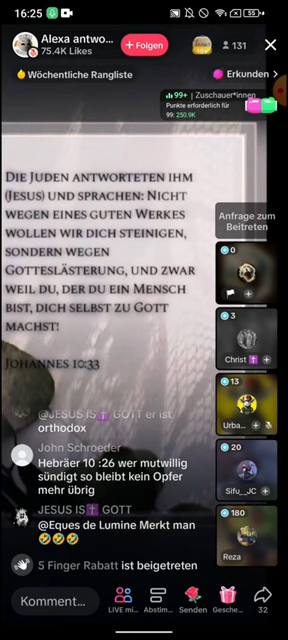 16:25
55
Alexa antwo...
75.4K Likes
+ Folgen
131
Wöchentliche Rangliste
Erkunden >
99+ | Zuschauer*innen
Punkte erforderlich für
99: 250.9K
DIE JUDEN ANTWORTETEN IHM
(JESUS) UND SPRACHEN: NICHT
WEGEN EINES GUTEN WERKES
WOLLEN WIR DICH STEINIGEN,
SONDERN WEGEN
GOTTESLÄSTERUNG, UND ZWAR
WEIL DU, DER DU EIN MENSCH
BIST, DICH SELBST ZU GOTT
MACHST!
JOHANNES 10:33
Anfrage zum
Beitreten
0
3
Christ ✝️
13
Urba...
20
Sifu_JC
180
Reza
@JESUS IS✝️ GOTT er ist
orthodox
John Schroeder
Hebräer 10 :26 wer mutwillig
sündigt so bleibt kein Opfer
mehr übrig
JESUS IS✝️ GOTT
@Eques de Lumine Merkt man
🤣🤣🤣
5 Finger Rabatt ist beigetreten
Komment...
LIVE mi...
Abstim...
Senden
Gesche...
32